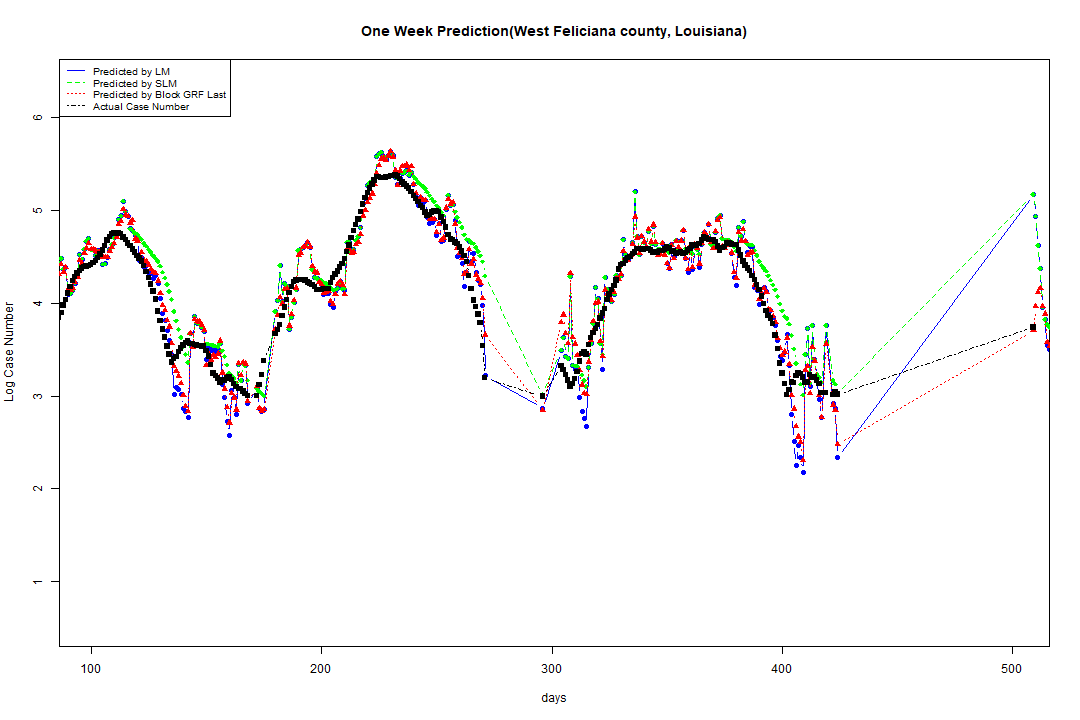 One Week Prediction(West Feliciana county, Louisiana)
Predicted by LM
Predicted by SLM
Predicted by Block GRF Last
Actual Case Number
6
5
4
3
2
1
Log Case Number
100 200 300 400 500
days